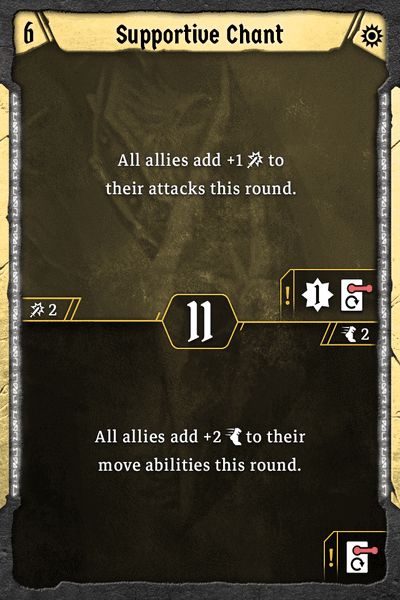 6
Supportive Chant
All allies add +1 to
their attacks this round.
! 1
2
11
2
All allies add +2 to their
move abilities this round.
!